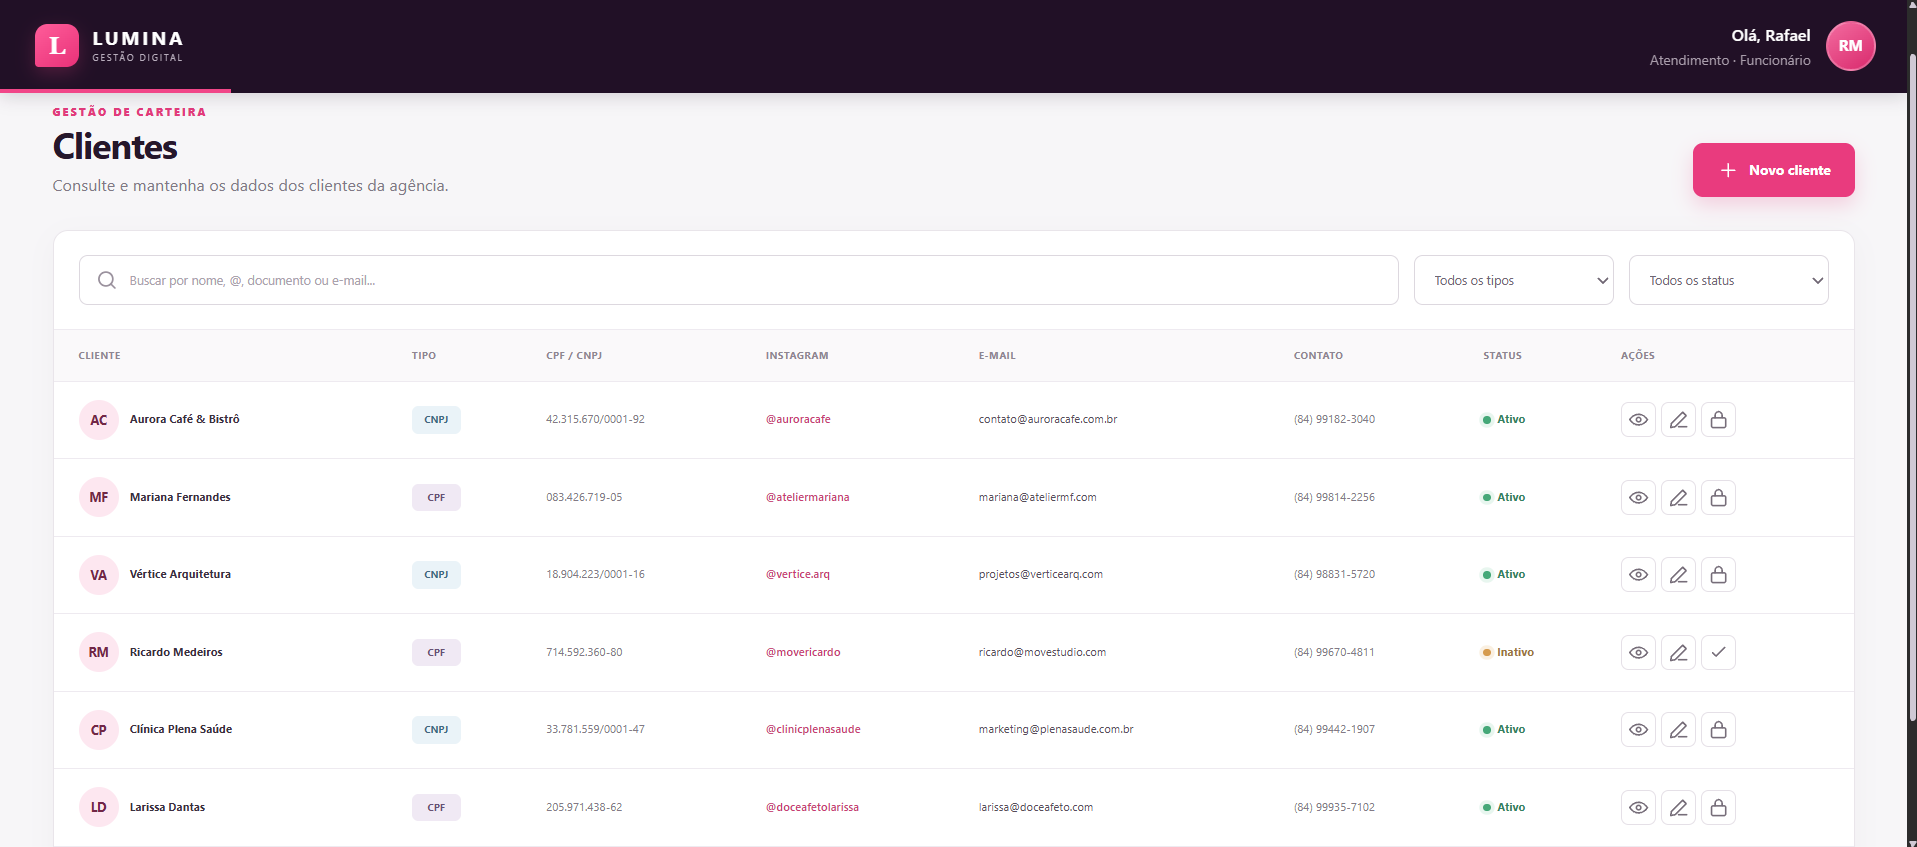 L
LUMINA
GESTÃO DIGITAL
Olá, Rafael
Atendimento · Funcionário
RM
GESTÃO DE CARTEIRA
Clientes
Consulte e mantenha os dados dos clientes da agência.
Novo cliente
Buscar por nome, @, documento ou e-mail...
Todos os tipos
Todos os status
CLIENTE TIPO CPF / CNPJ INSTAGRAM E-MAIL CONTATO STATUS AÇÕES
AC Aurora Café & Bistrô CNPJ 42.315.670/0001-92 @auroracafe contato@auroracafe.com.br (84) 99182-3040 Ativo
MF Mariana Fernandes CPF 083.426.719-05 @ateliermariana mariana@ateliermf.com (84) 99814-2256 Ativo
VA Vértice Arquitetura CNPJ 18.904.223/0001-16 @vertice.arq projetos@verticearq.com (84) 98831-5720 Ativo
RM Ricardo Medeiros CPF 714.592.360-80 @movericardo ricardo@movestudio.com (84) 99670-4811 Inativo
CP Clínica Plena Saúde CNPJ 33.781.559/0001-47 @clinicplenasaude marketing@plenasaude.com.br (84) 99442-1907 Ativo
LD Larissa Dantas CPF 205.971.438-62 @doceafetolarissa larissa@doceafeto.com (84) 99935-7102 Ativo